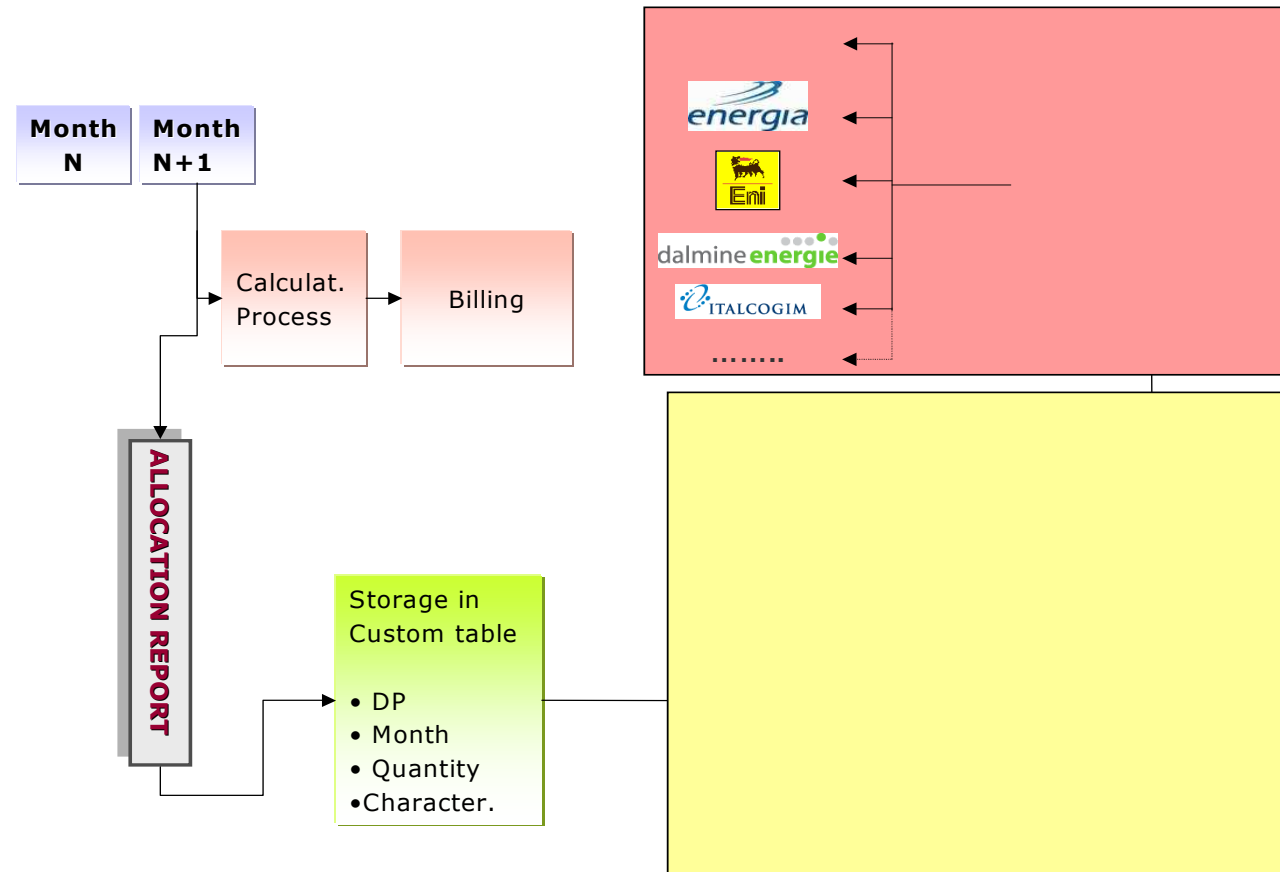 Month
N
Month
N+1
Calculat.
Process
Billing
energia
Eni
dalmine energie
ITALCOGIM
........
ALLOCATION REPORT
Storage in
Custom table
• DP
• Month
• Quantity
•Character.